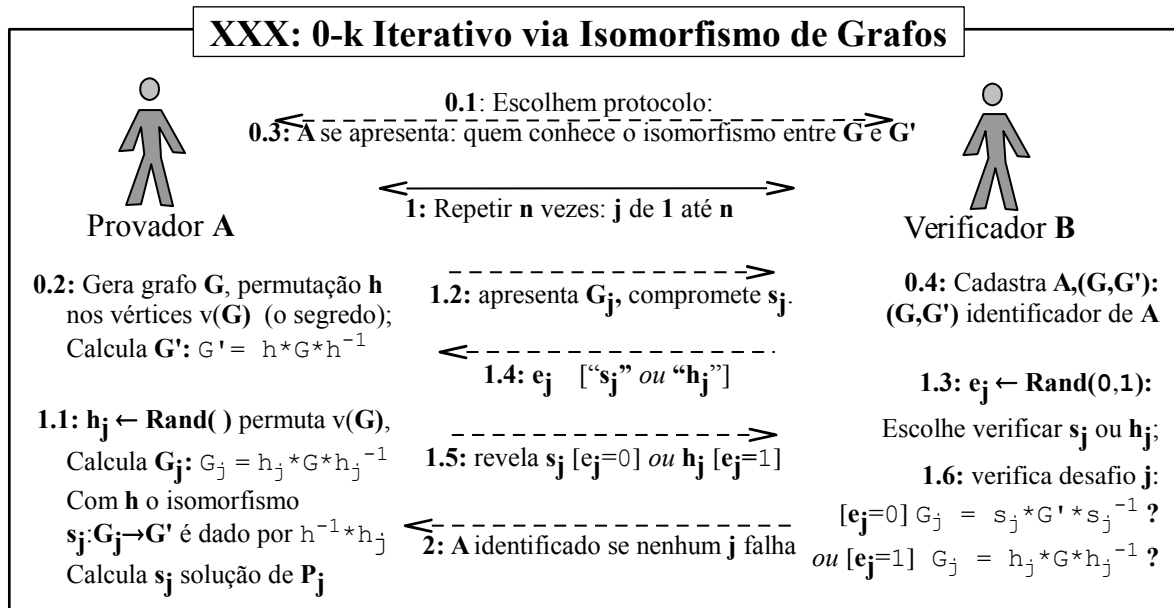 XXX: 0-k Iterativo via Isomorfismo de Grafos
0.1: Escolhem protocolo:
0.3: A se apresenta: quem conhece o isomorfismo entre G e G'
1: Repetir n vezes: j de 1 até n
Provador A
Verificador B
0.2: Gera grafo G, permutação h
nos vértices v(G) (o segredo);
Calcula G': G'= h*G*h⁻¹
1.2: apresenta Gj, compromete sj.
0.4: Cadastra A,(G,G'):
(G,G') identificador de A
1.4: ej ["sj" ou "hj"]
1.3: ej ← Rand(0,1):
Escolhe verificar sj ou hj;
1.1: hj ← Rand( ) permuta v(G),
Calcula Gj: Gj = hj*G*hj⁻¹
Com h o isomorfismo
sj:Gj→G' é dado por h⁻¹*hj
Calcula sj solução de Pj
1.5: revela sj [ej=0] ou hj [ej=1]
1.6: verifica desafio j:
[ej=0] Gj = sj*G'*sj⁻¹ ?
ou [ej=1] Gj = hj*G*hj⁻¹ ?
2: A identificado se nenhum j falha